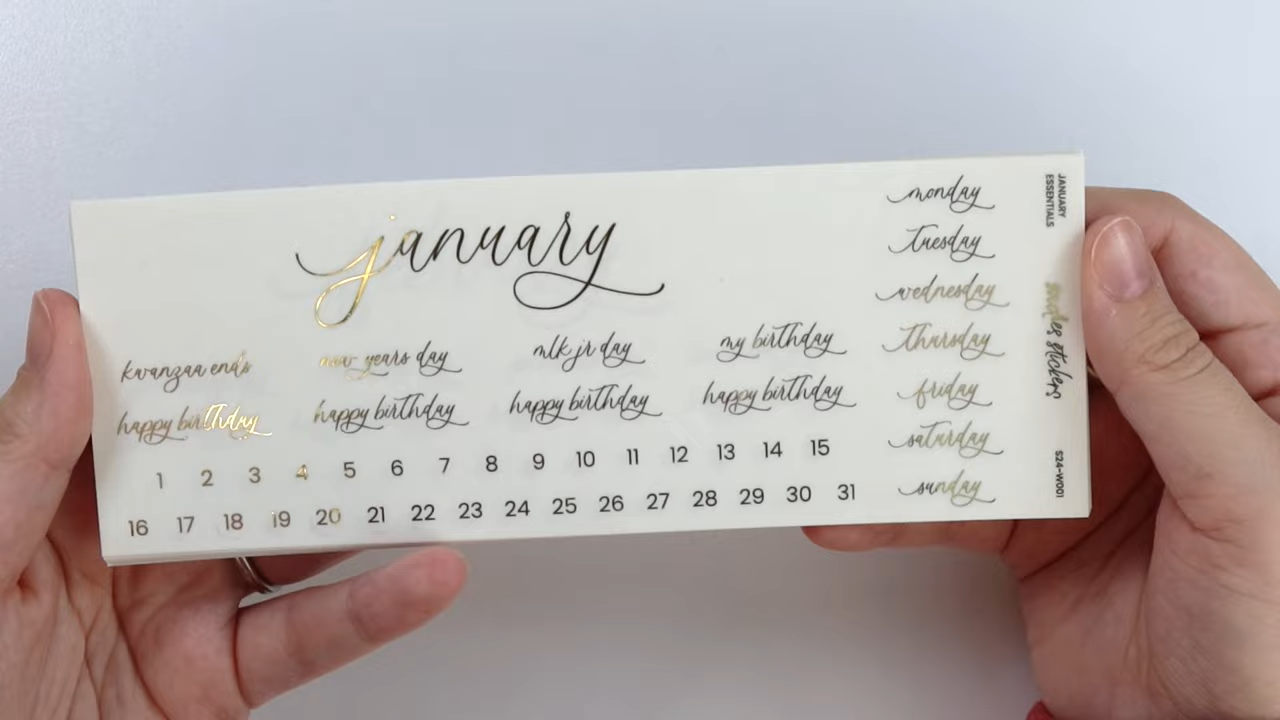 january
kwanzaa ends new years day mlk jr day my birthday
happy birthday happy birthday happy birthday happy birthday
1 2 3 4 5 6 7 8 9 10 11 12 13 14 15
16 17 18 19 20 21 22 23 24 25 26 27 28 29 30 31
monday
tuesday
wednesday
thursday
friday
saturday
sunday
JANUARY
ESSENTIALS
stickers
S24-W001